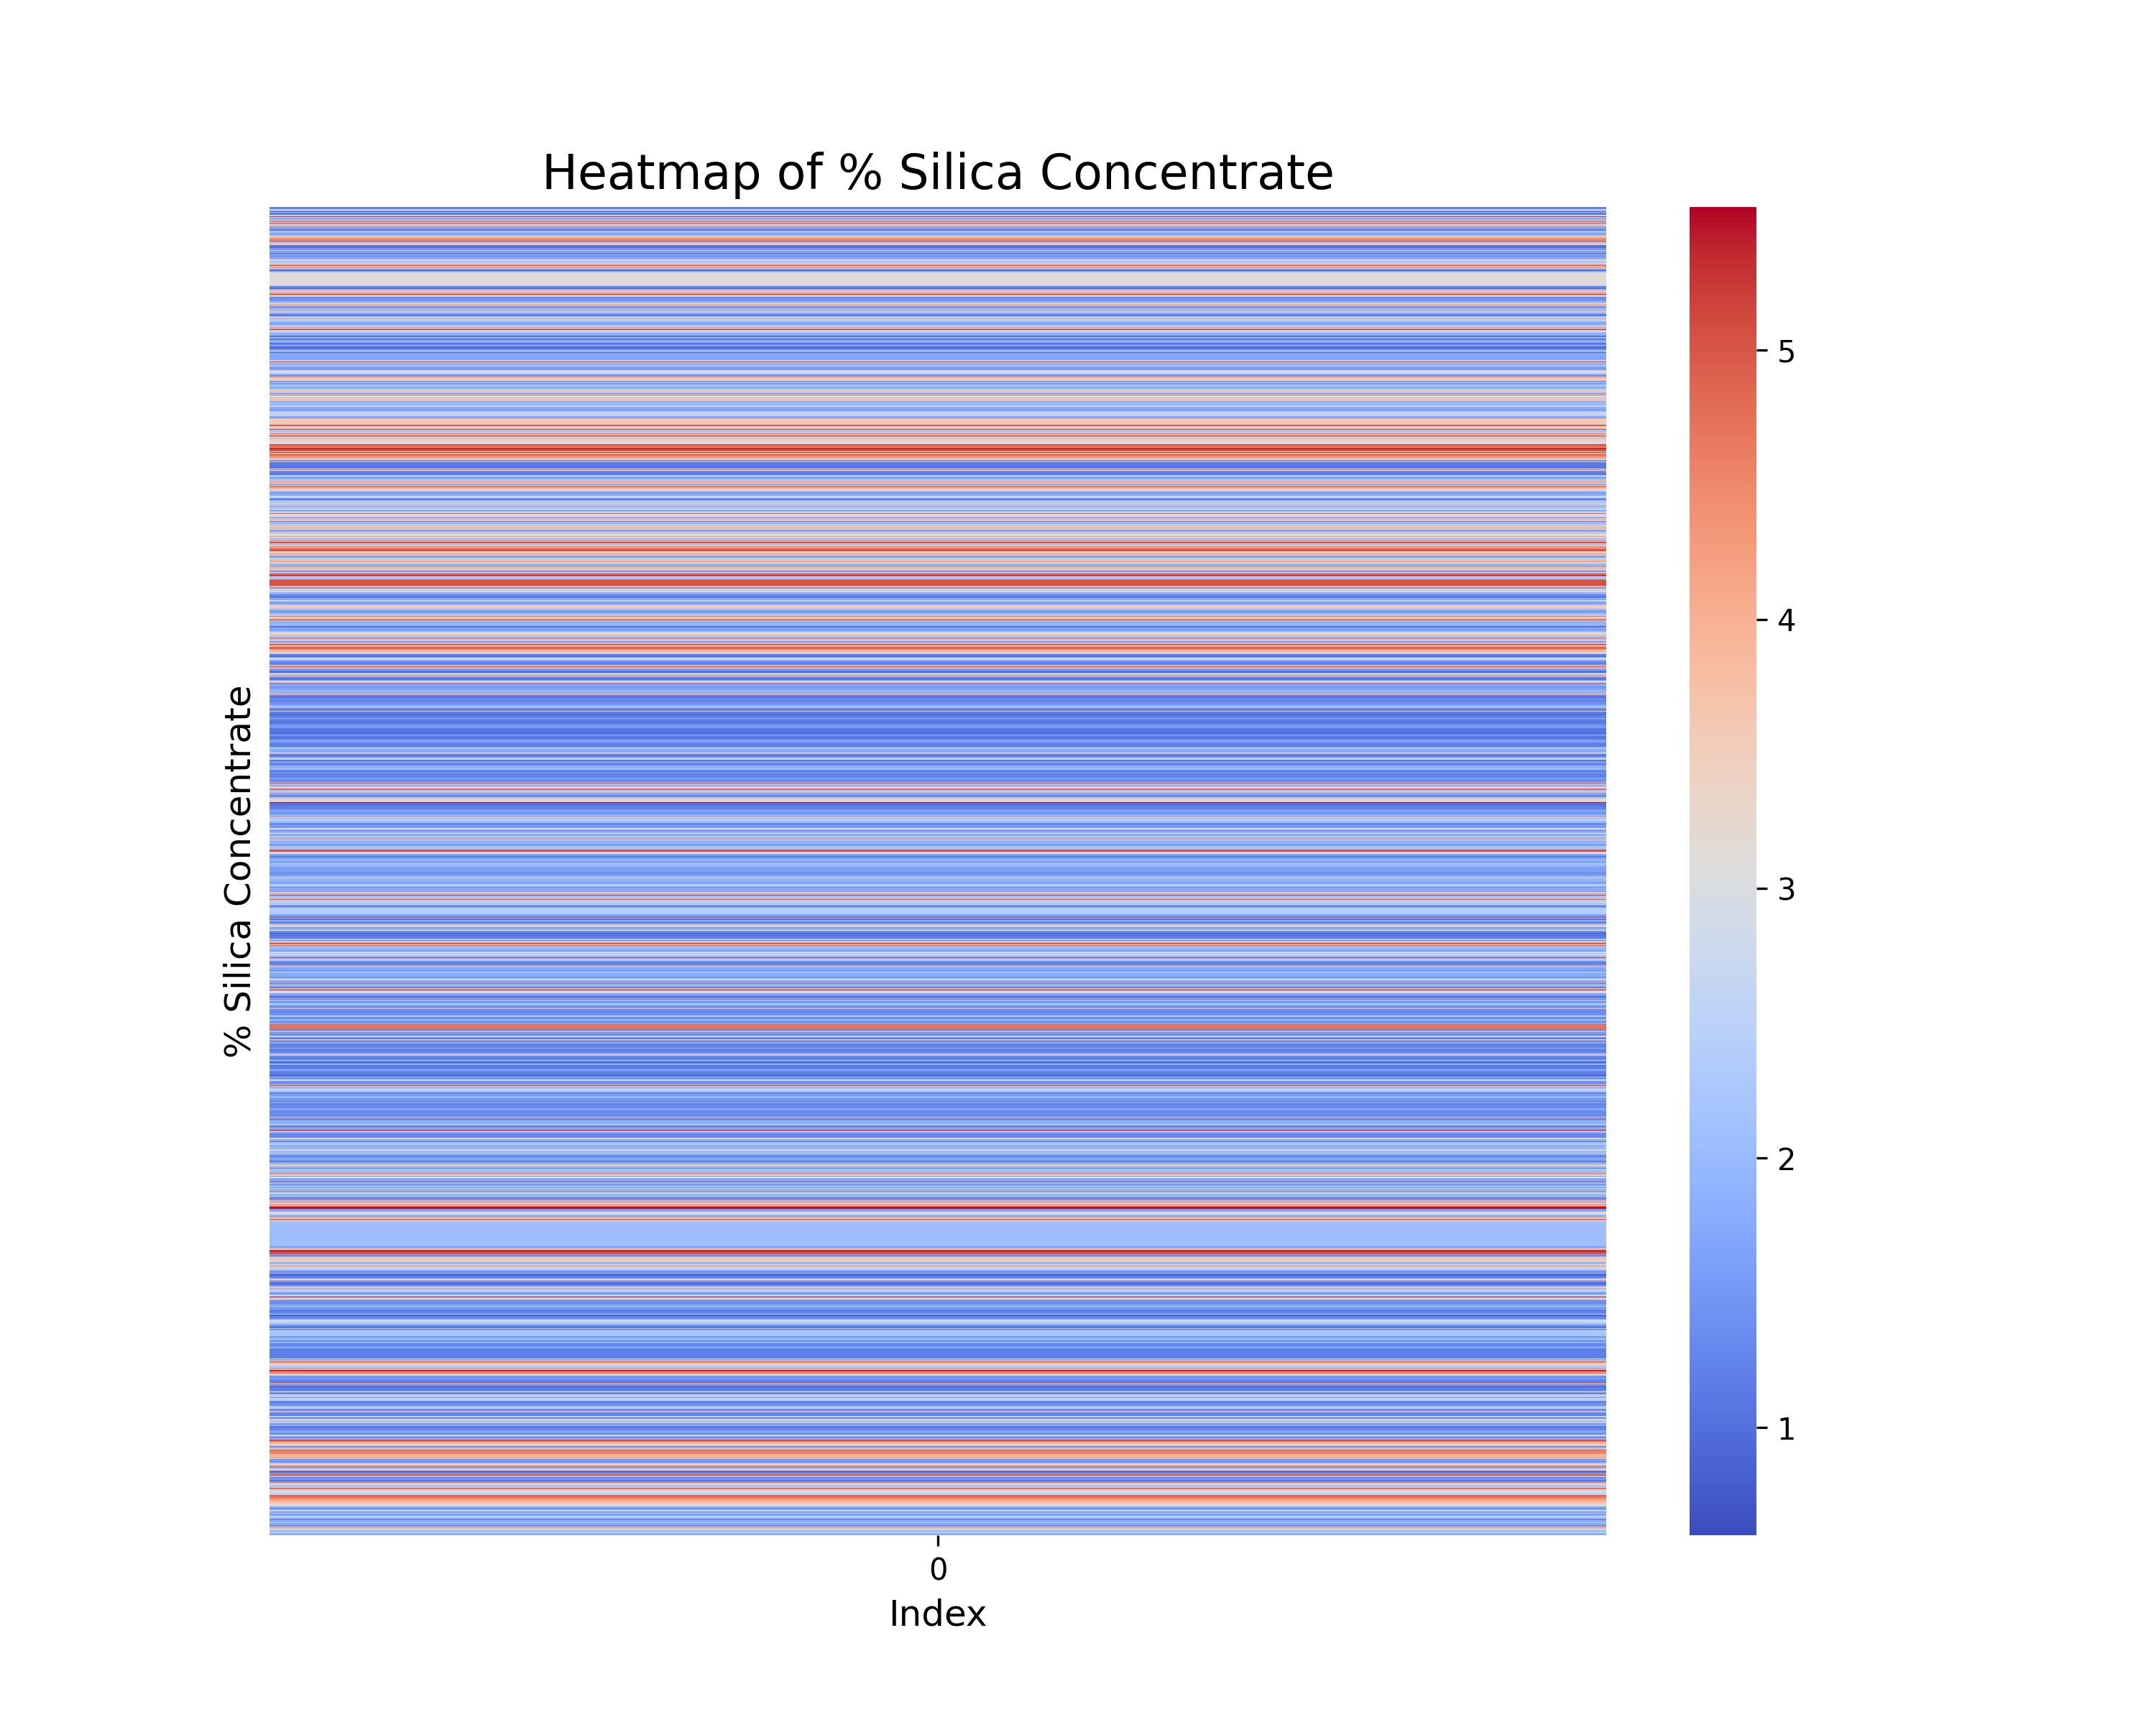 Heatmap of % Silica Concentrate
% Silica Concentrate
5
4
3
2
1
0
Index